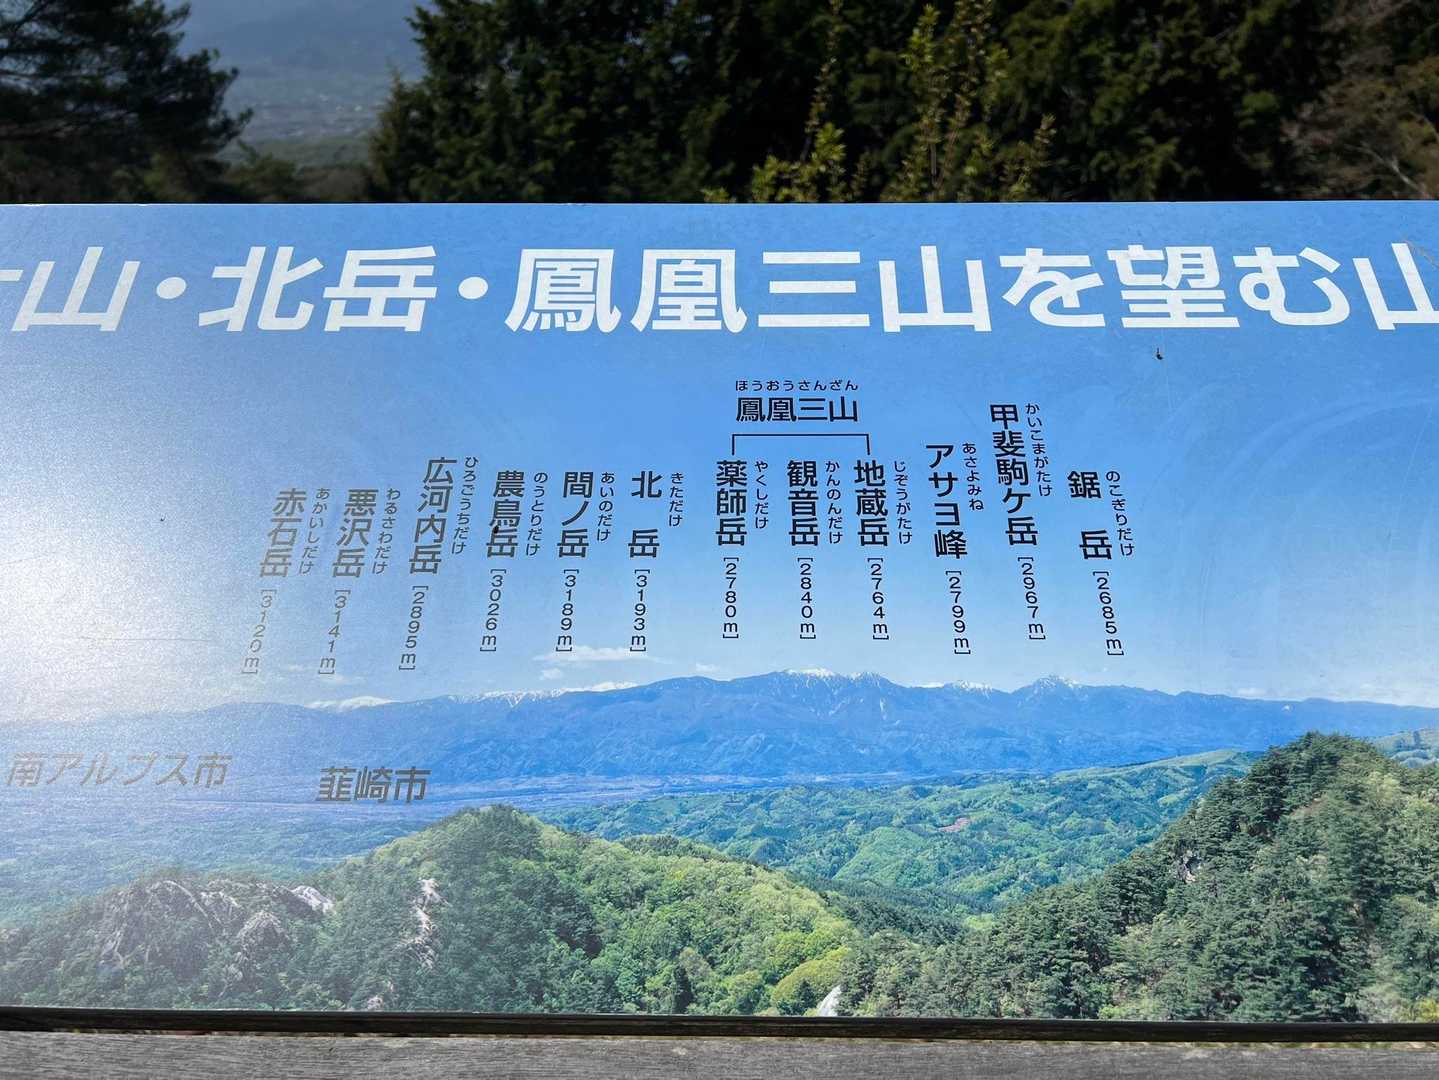 山・北岳・鳳凰三山を望む山
ほうおうさんざん
鳳凰三山
のこぎりだけ
鋸岳[2685m]
かいこまがたけ
甲斐駒ヶ岳[2967m]
あさよみね
アサヨ峰[2799m]
じぞうがたけ
地蔵岳[2764m]
かんのんだけ
観音岳[2840m]
やくしだけ
薬師岳[2780m]
きただけ
北岳[3193m]
あいのだけ
間ノ岳[3189m]
のうとりだけ
農鳥岳[3026m]
ひろごうちだけ
広河内岳[2895m]
わるさわだけ
悪沢岳[3141m]
あかいしだけ
赤石岳[3120m]
南アルプス市
韮崎市